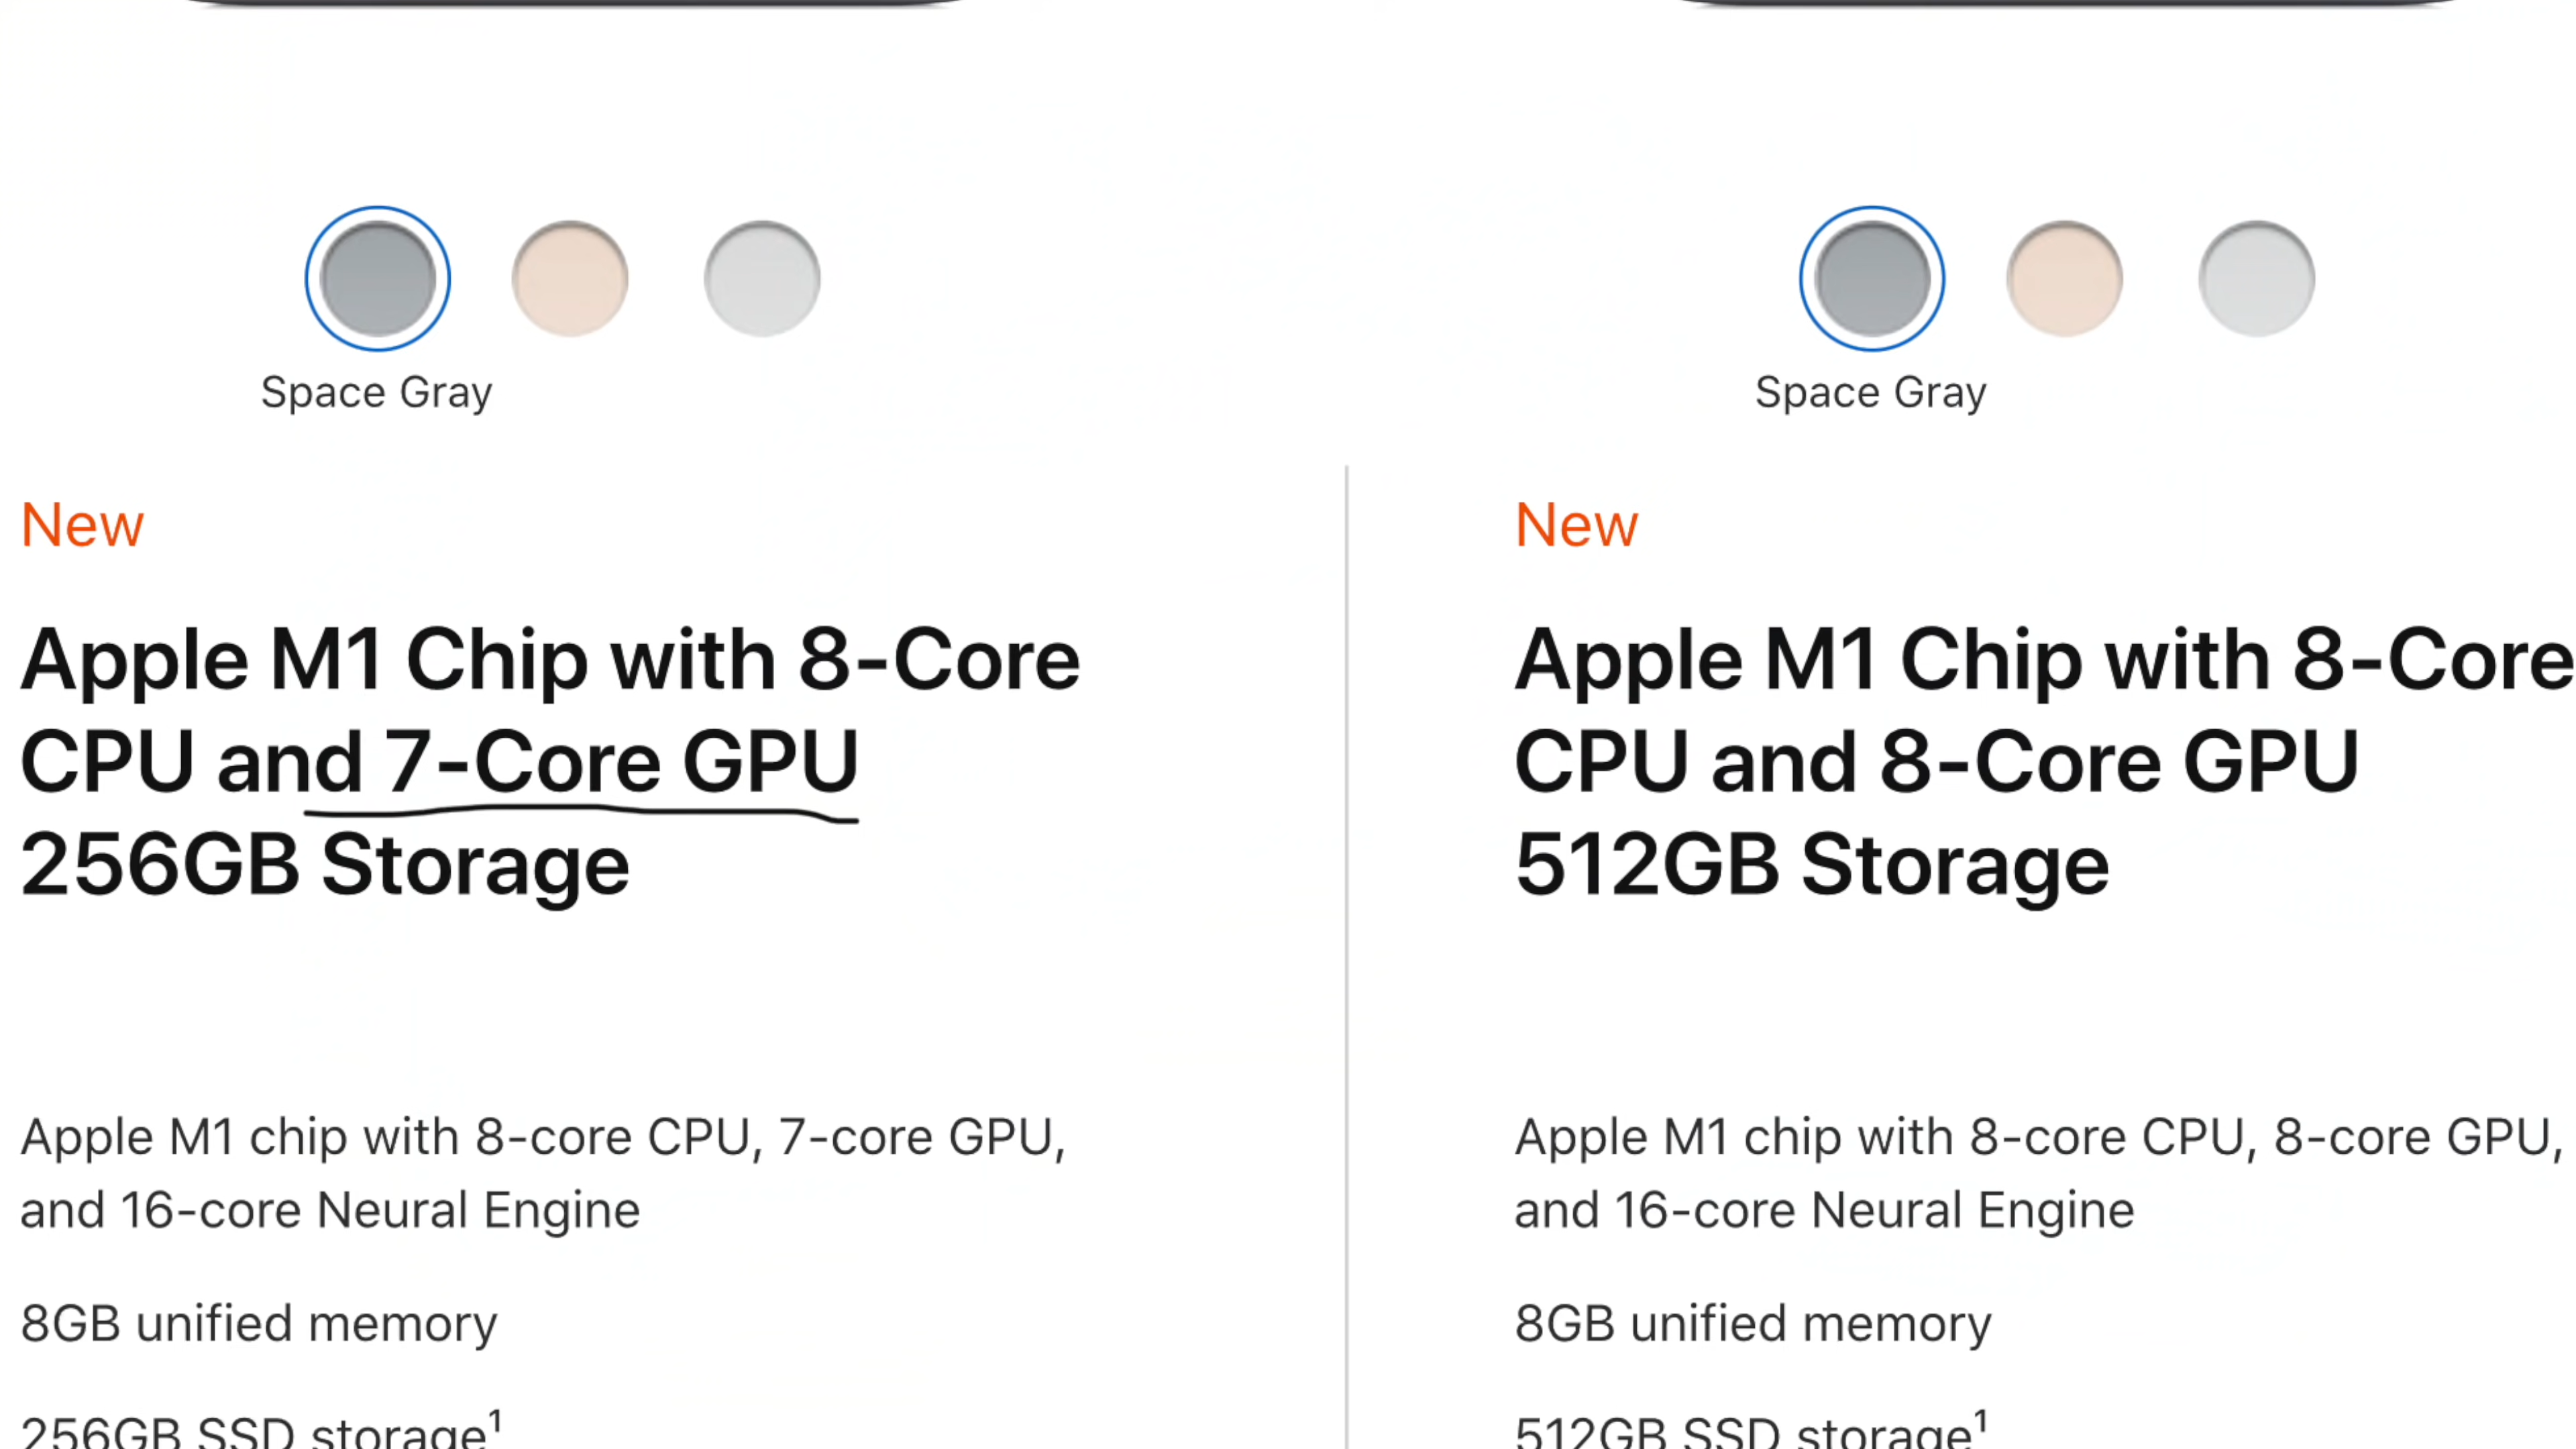 Space Gray
New
Apple M1 Chip with 8-Core
CPU and 7-Core GPU
256GB Storage
Apple M1 chip with 8-core CPU, 7-core GPU,
and 16-core Neural Engine
8GB unified memory
256GB SSD storage¹
Space Gray
New
Apple M1 Chip with 8-Core
CPU and 8-Core GPU
512GB Storage
Apple M1 chip with 8-core CPU, 8-core GPU,
and 16-core Neural Engine
8GB unified memory
512GB SSD storage¹